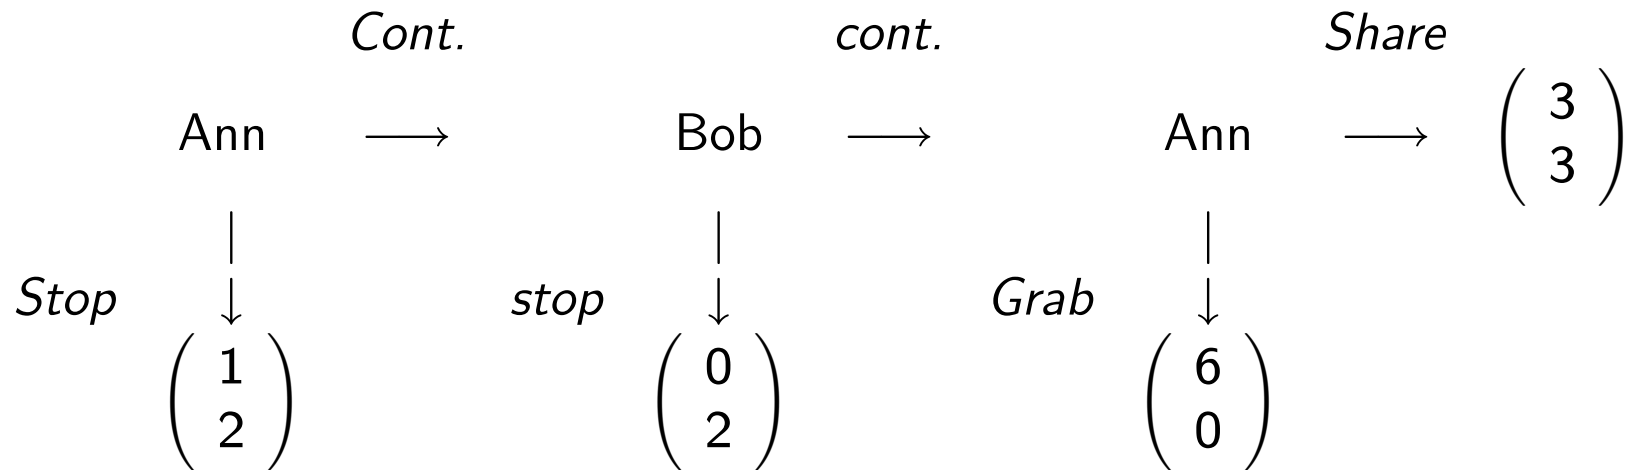 Cont. cont. Share
Ann ⟶ Bob ⟶ Ann ⟶ ( 3
3 )
Stop ↓ stop ↓ Grab ↓
( 1
2 ) ( 0
2 ) ( 6
0 )